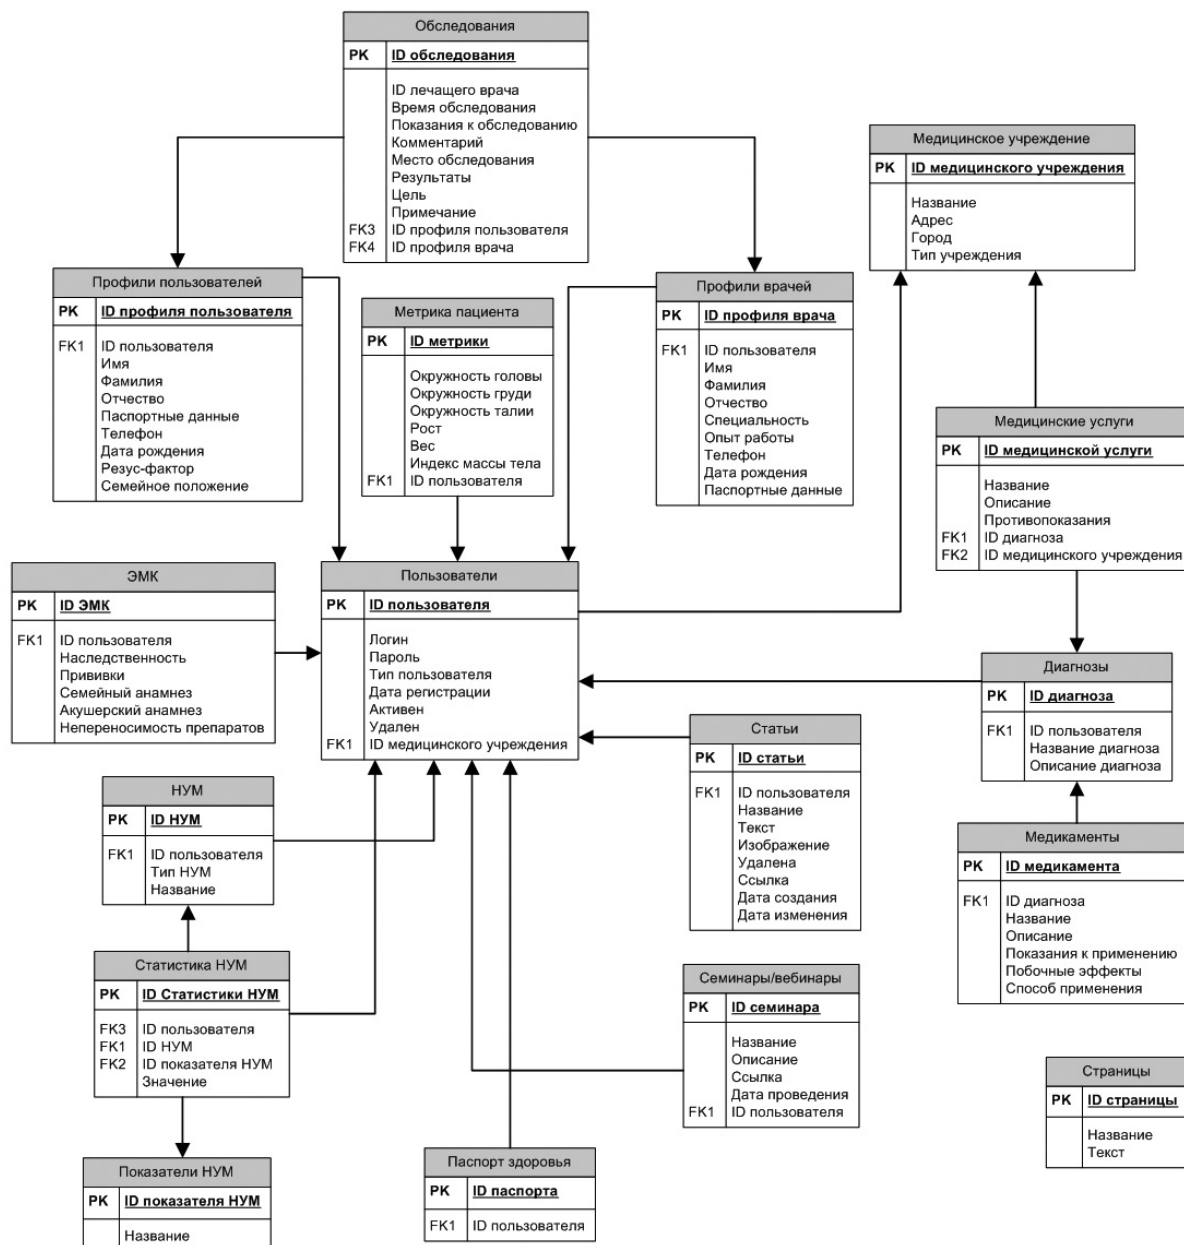 Обследования
PK ID обследования
ID лечащего врача
Время обследования
Показания к обследованию
Комментарий
Место обследования
Результаты
Цель
Примечание
FK3 ID профиля пользователя
FK4 ID профиля врача
Медицинское учреждение
PK ID медицинского учреждения
Название
Адрес
Город
Тип учреждения
Профили пользователей
PK ID профиля пользователя
FK1 ID пользователя
Имя
Фамилия
Отчество
Паспортные данные
Телефон
Дата рождения
Резус-фактор
Семейное положение
Метрика пациента
PK ID метрики
Окружность головы
Окружность груди
Окружность талии
Рост
Вес
Индекс массы тела
FK1 ID пользователя
Профили врачей
PK ID профиля врача
FK1 ID пользователя
Имя
Фамилия
Отчество
Специальность
Опыт работы
Телефон
Дата рождения
Паспортные данные
Медицинские услуги
PK ID медицинской услуги
Название
Описание
Противопоказания
FK1 ID диагноза
FK2 ID медицинского учреждения
ЭМК
PK ID ЭМК
FK1 ID пользователя
Наследственность
Прививки
Семейный анамнез
Акушерский анамнез
Непереносимость препаратов
Пользователи
PK ID пользователя
Логин
Пароль
Тип пользователя
Дата регистрации
Активен
Удален
FK1 ID медицинского учреждения
Диагнозы
PK ID диагноза
FK1 ID пользователя
Название диагноза
Описание диагноза
Статьи
PK ID статьи
FK1 ID пользователя
Название
Текст
Изображение
Удалена
Ссылка
Дата создания
Дата изменения
НУМ
PK ID НУМ
FK1 ID пользователя
Тип НУМ
Название
Медикаменты
PK ID медикамента
FK1 ID диагноза
Название
Описание
Показания к применению
Побочные эффекты
Способ применения
Статистика НУМ
PK ID Статистики НУМ
FK3 ID пользователя
FK1 ID НУМ
FK2 ID показателя НУМ
Значение
Семинары/вебинары
PK ID семинара
Название
Описание
Ссылка
Дата проведения
FK1 ID пользователя
Страницы
PK ID страницы
Название
Текст
Показатели НУМ
PK ID показателя НУМ
Название
Паспорт здоровья
PK ID паспорта
FK1 ID пользователя